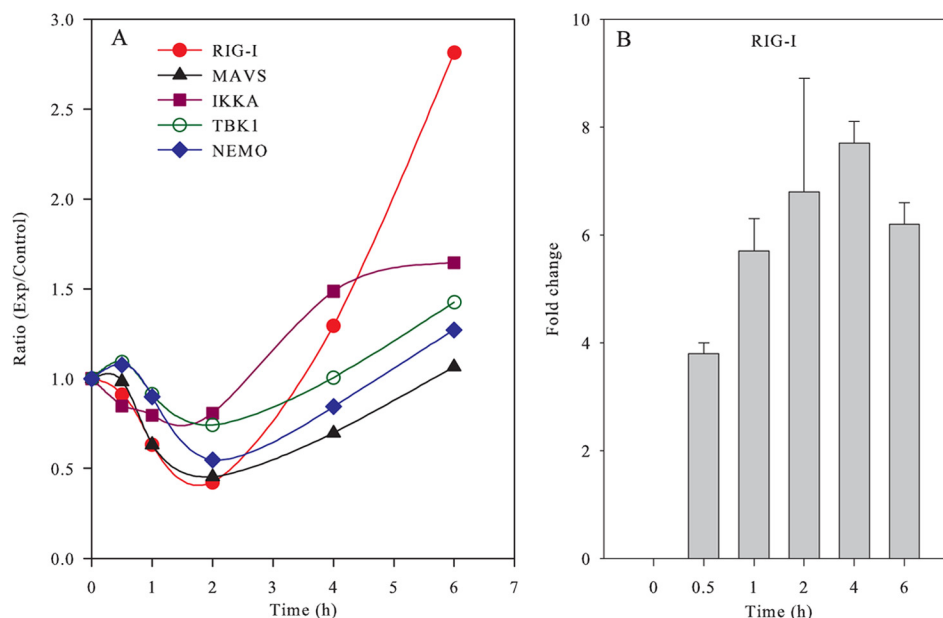 A
RIG-I
MAVS
IKKA
TBK1
NEMO
Ratio (Exp/Control)
3.0
2.5
2.0
1.5
1.0
0.5
0.0
0 1 2 3 4 5 6 7
Time (h)
B
RIG-I
Fold change
10
8
6
4
2
0
0 0.5 1 2 4 6
Time (h)